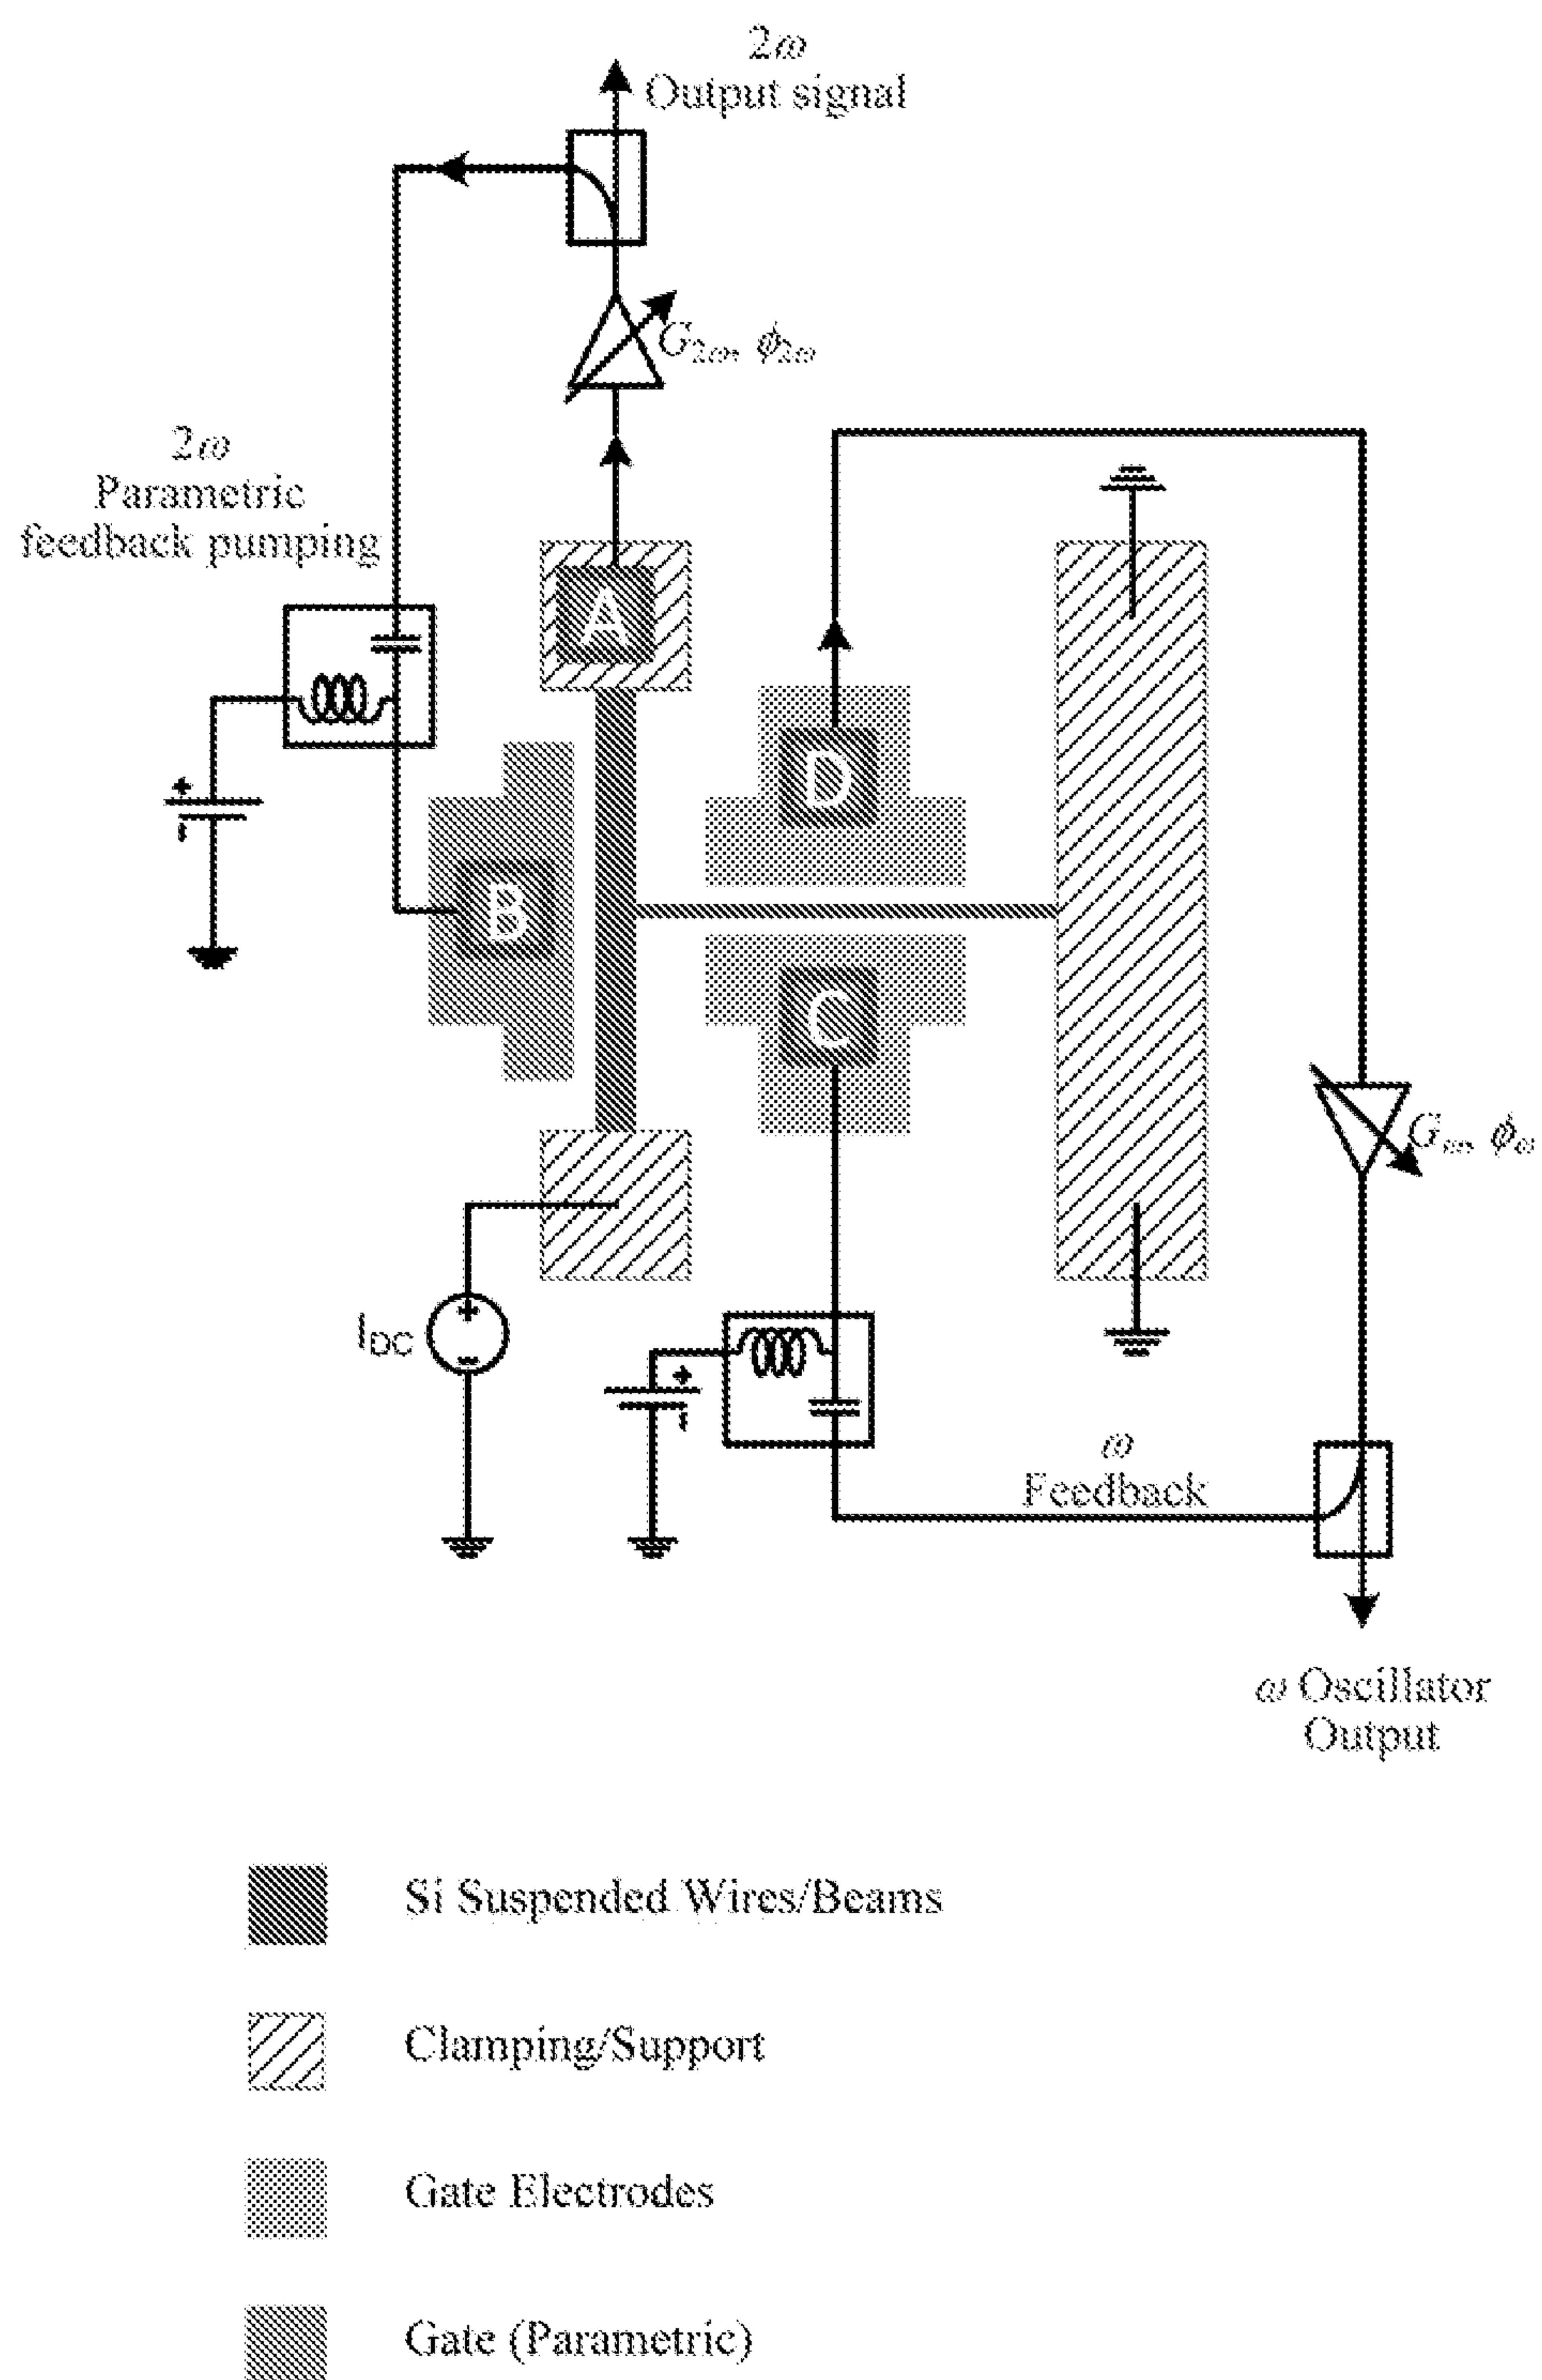 2ω
Output signal
G2ω, ϕ2ω
2ω
Parametric
feedback pumping
A
D
B
C
+
-
Gω, ϕω
IDC
+
-
+
-
ω
Feedback
ω Oscillator
Output
Si Suspended Wires/Beams
Clamping/Support
Gate Electrodes
Gate (Parametric)